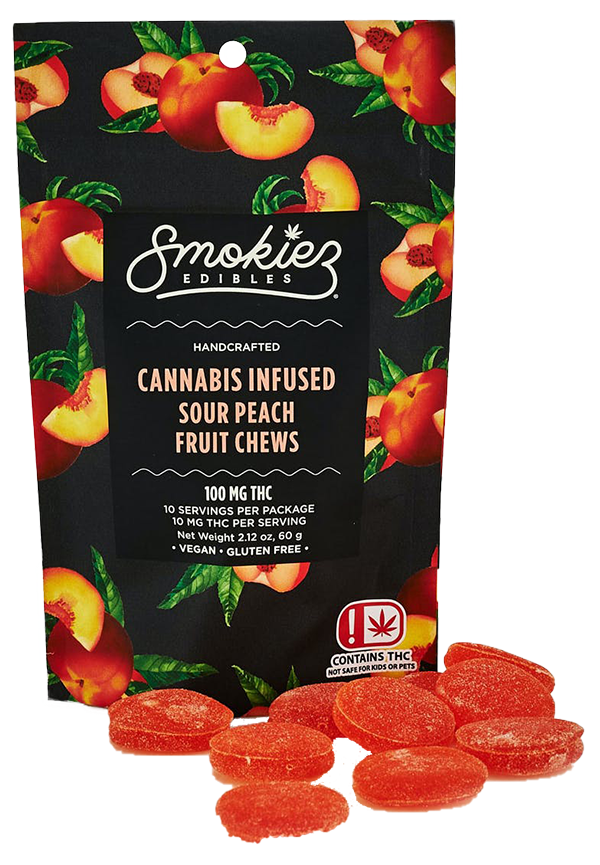 Smokiez
EDIBLES
®
HANDCRAFTED
CANNABIS INFUSED
SOUR PEACH
FRUIT CHEWS
100 MG THC
10 SERVINGS PER PACKAGE
10 MG THC PER SERVING
Net Weight 2.12 oz, 60 g
• VEGAN • GLUTEN FREE •
!
CONTAINS THC
NOT SAFE FOR KIDS OR PETS